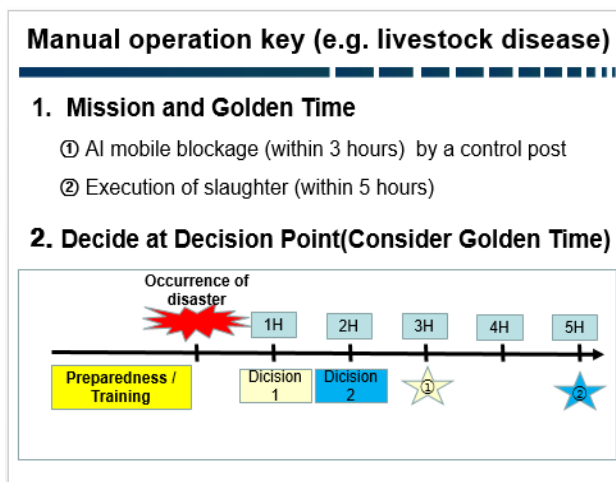 Manual operation key (e.g. livestock disease)
1. Mission and Golden Time
① AI mobile blockage (within 3 hours) by a control post
② Execution of slaughter (within 5 hours)
2. Decide at Decision Point(Consider Golden Time)
Occurrence of
disaster
1H
2H
3H
4H
5H
Preparedness /
Training
Dicision
1
Dicision
2
①
②